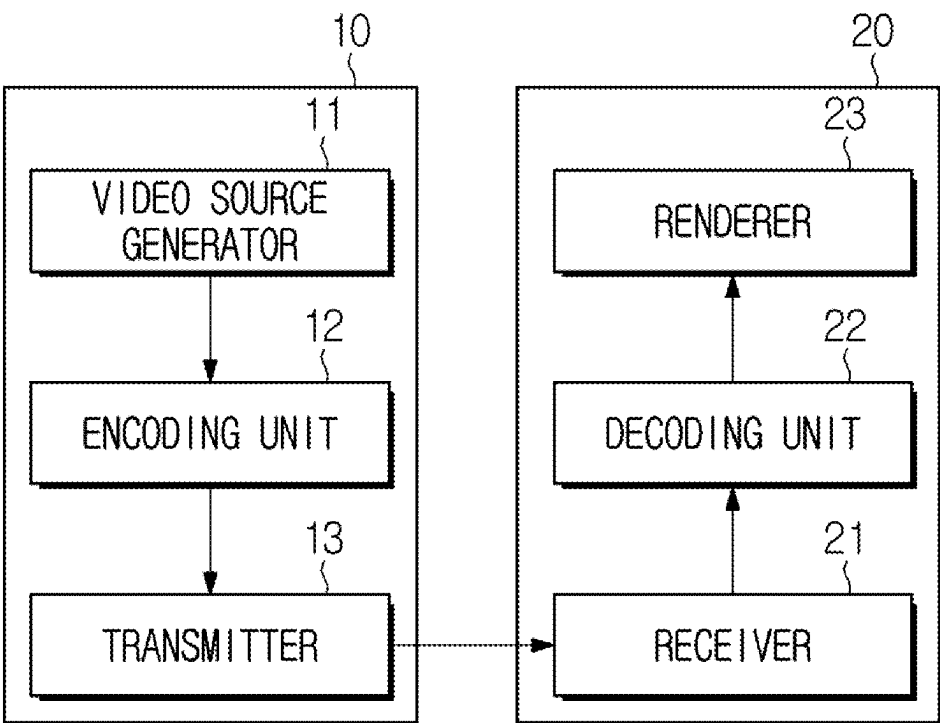 10
20
11
VIDEO SOURCE
GENERATOR
23
RENDERER
12
ENCODING UNIT
22
DECODING UNIT
13
TRANSMITTER
21
RECEIVER